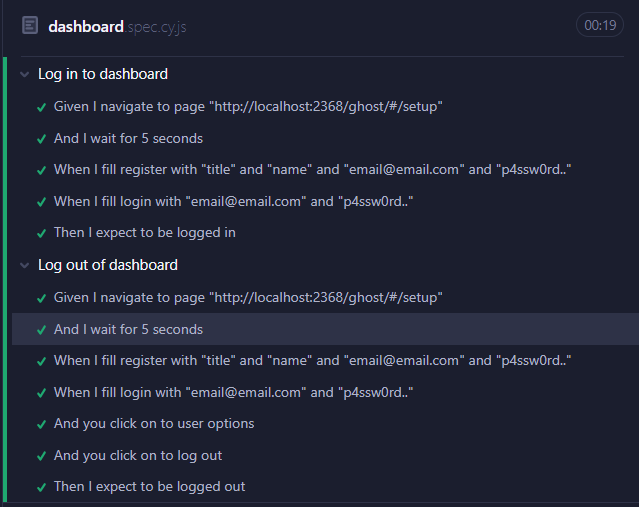 dashboard.spec.cy.js 00:19
Log in to dashboard
Given I navigate to page "http://localhost:2368/ghost/#/setup"
And I wait for 5 seconds
When I fill register with "title" and "name" and "email@email.com" and "p4ssw0rd.."
When I fill login with "email@email.com" and "p4ssw0rd.."
Then I expect to be logged in
Log out of dashboard
Given I navigate to page "http://localhost:2368/ghost/#/setup"
And I wait for 5 seconds
When I fill register with "title" and "name" and "email@email.com" and "p4ssw0rd.."
When I fill login with "email@email.com" and "p4ssw0rd.."
And you click on to user options
And you click on to log out
Then I expect to be logged out